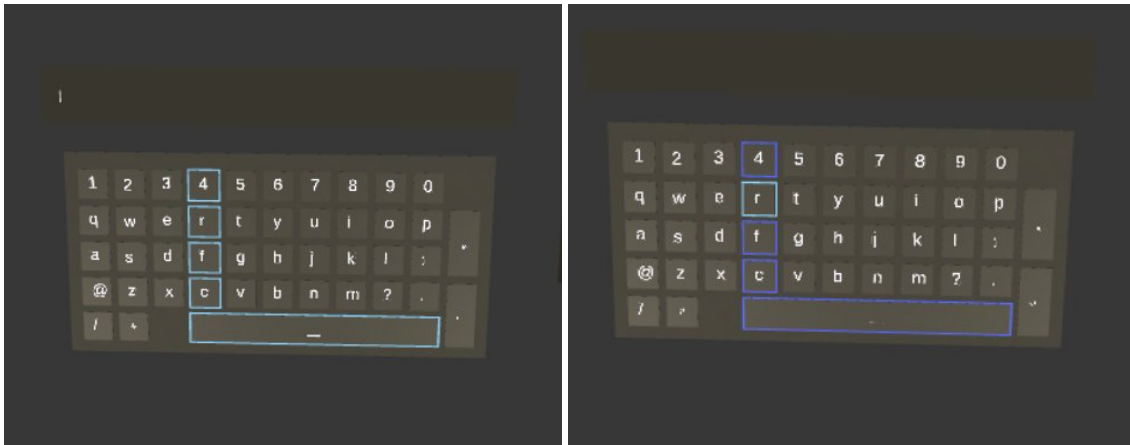 1 2 3 4 5 6 7 8 9 0
q w e r t y u i o p
a s d f g h j k l ;
@ z x c v b n m ? .
/
1 2 3 4 5 6 7 8 9 0
q w e r t y u i o p
a s d f g h j k l ;
@ z x c v b n m ? .
/